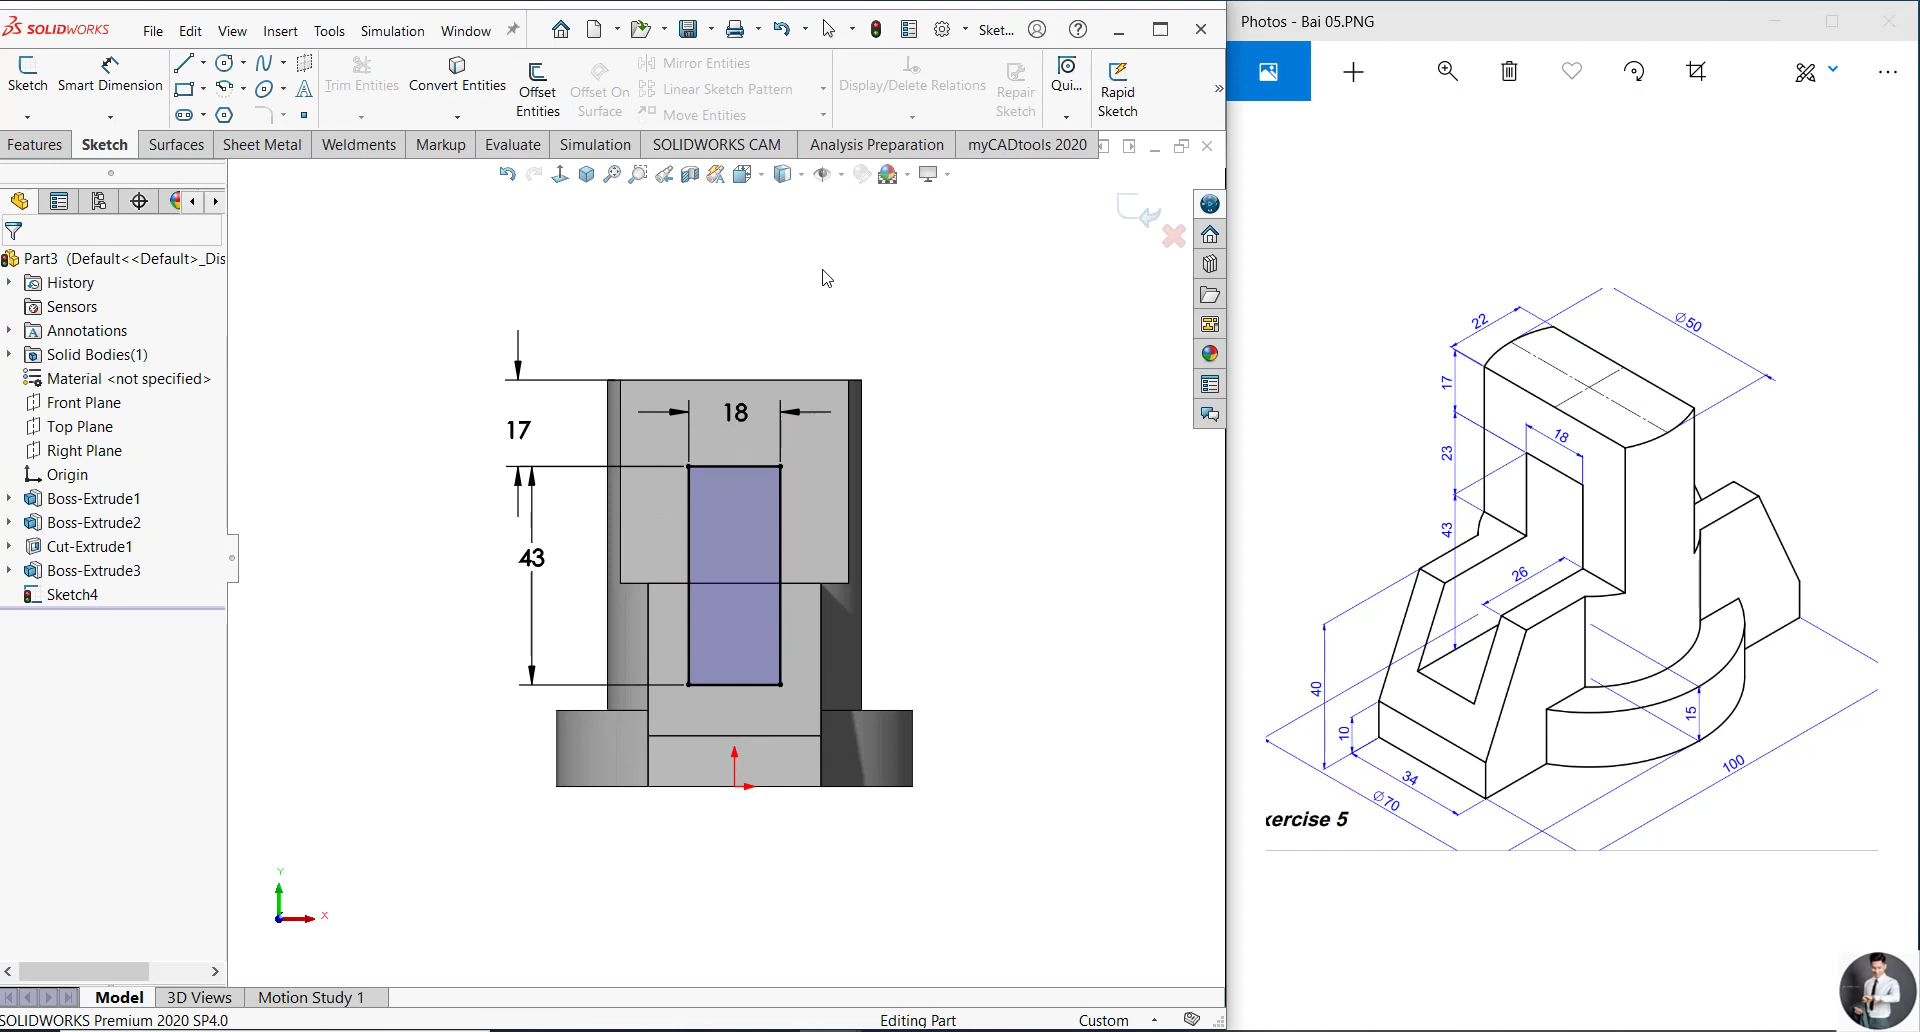 SOLIDWORKS File Edit View Insert Tools Simulation Window Sket...
Photos - Bai 05.PNG
Sketch Smart Dimension Trim Entities Convert Entities Offset Entities Offset On Surface Mirror Entities Linear Sketch Pattern Move Entities Display/Delete Relations Repair Sketch Qui... Rapid Sketch
Features Sketch Surfaces Sheet Metal Weldments Markup Evaluate Simulation SOLIDWORKS CAM Analysis Preparation myCADtools 2020
Part3 (Default<<Default>_Dis
History
Sensors
Annotations
Solid Bodies(1)
Material <not specified>
Front Plane
Top Plane
Right Plane
Origin
Boss-Extrude1
Boss-Extrude2
Cut-Extrude1
Boss-Extrude3
Sketch4
18
17
43
Y
X
22
Ø50
17
18
23
43
26
40
15
10
34
100
Ø70
xercise 5
Model 3D Views Motion Study 1
SOLIDWORKS Premium 2020 SP4.0 Editing Part Custom